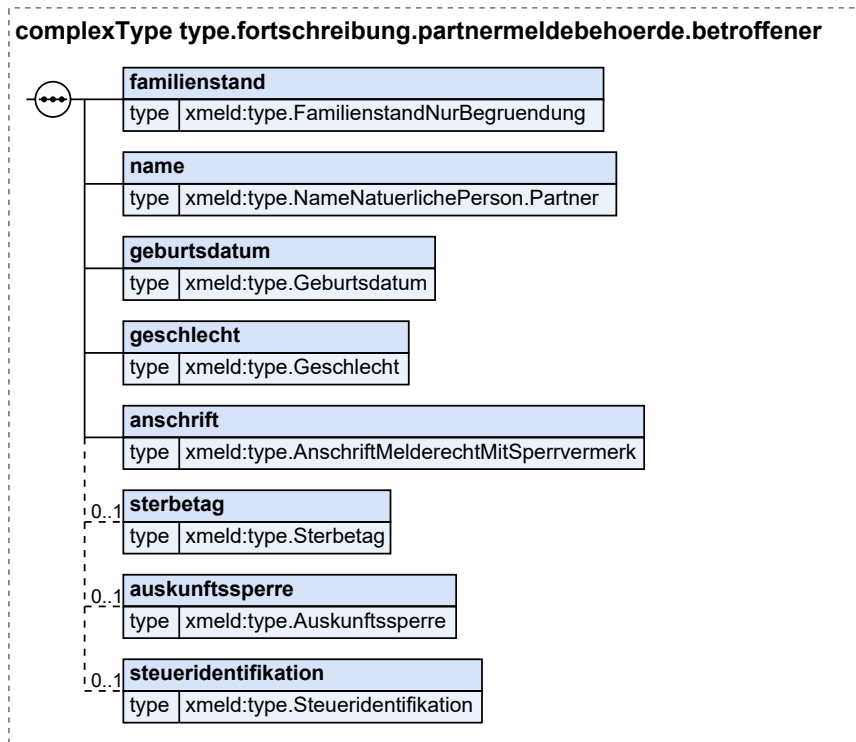 complexType type.fortschreibung.partnermeldebehoerde.betroffener
familienstand
type xmeld:type.FamilienstandNurBegruendung
name
type xmeld:type.NameNatuerlichePerson.Partner
geburtsdatum
type xmeld:type.Geburtsdatum
geschlecht
type xmeld:type.Geschlecht
anschrift
type xmeld:type.AnschriftMelderechtMitSperrvermerk
0..1 sterbetag
type xmeld:type.Sterbetag
0..1 auskunftssperre
type xmeld:type.Auskunftssperre
0..1 steueridentifikation
type xmeld:type.Steueridentifikation